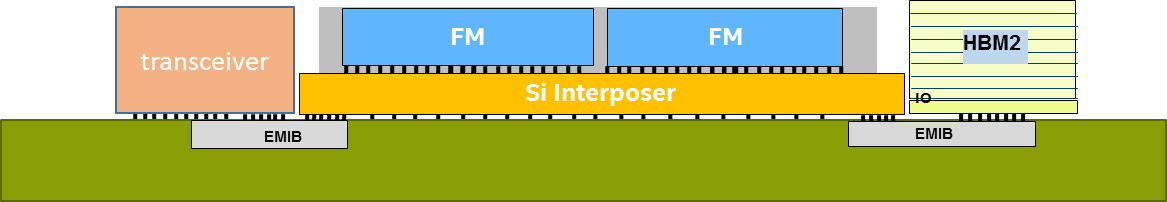 transceiver
FM
FM
HBM2
Si Interposer
IO
EMIB
EMIB